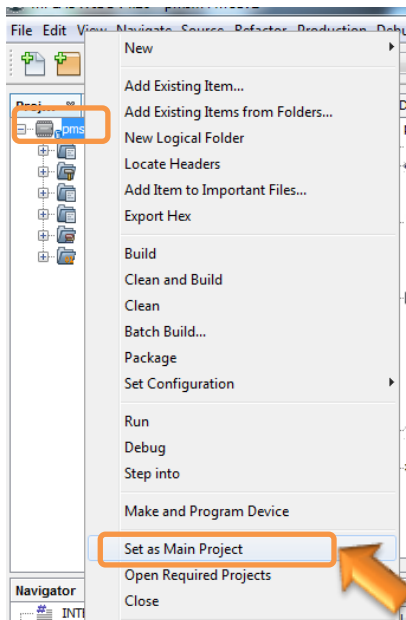 File Edit View Navigate Source Refactor Production Debu
New
Proj...
Add Existing Item...
Add Existing Items from Folders...
pms
New Logical Folder
Locate Headers
Add Item to Important Files...
Export Hex
Build
Clean and Build
Clean
Batch Build...
Package
Set Configuration
Run
Debug
Step into
Make and Program Device
Set as Main Project
Open Required Projects
Navigator
Close
INT